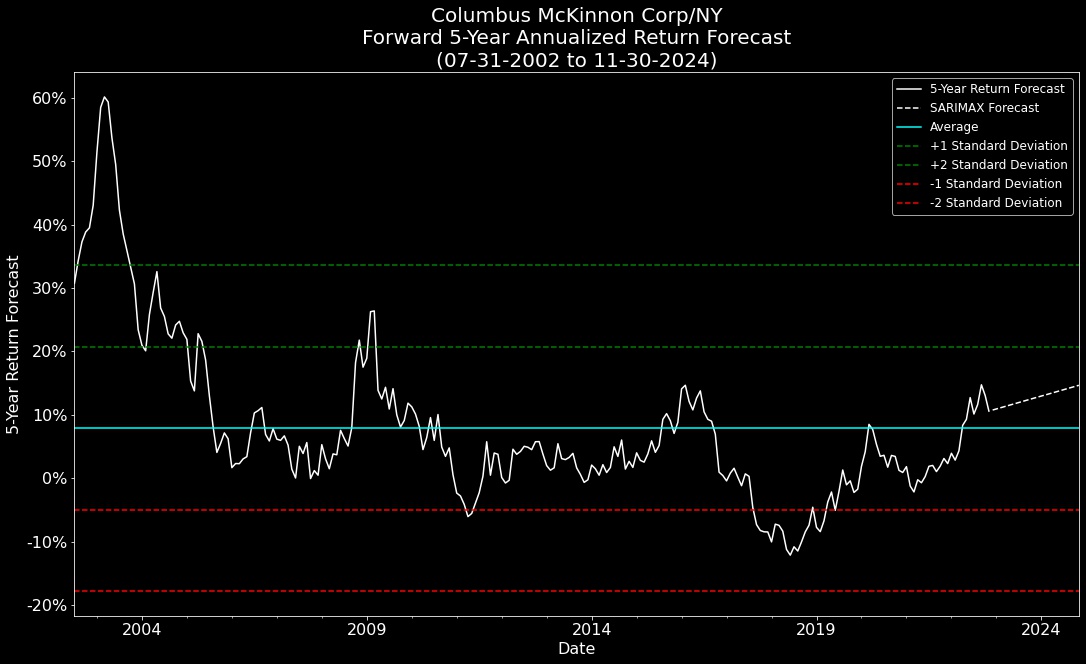 Columbus McKinnon Corp/NY
Forward 5-Year Annualized Return Forecast
(07-31-2002 to 11-30-2024)
5-Year Return Forecast
SARIMAX Forecast
Average
+1 Standard Deviation
+2 Standard Deviation
-1 Standard Deviation
-2 Standard Deviation
5-Year Return Forecast
60%
50%
40%
30%
20%
10%
0%
-10%
-20%
2004
2009
2014
2019
2024
Date